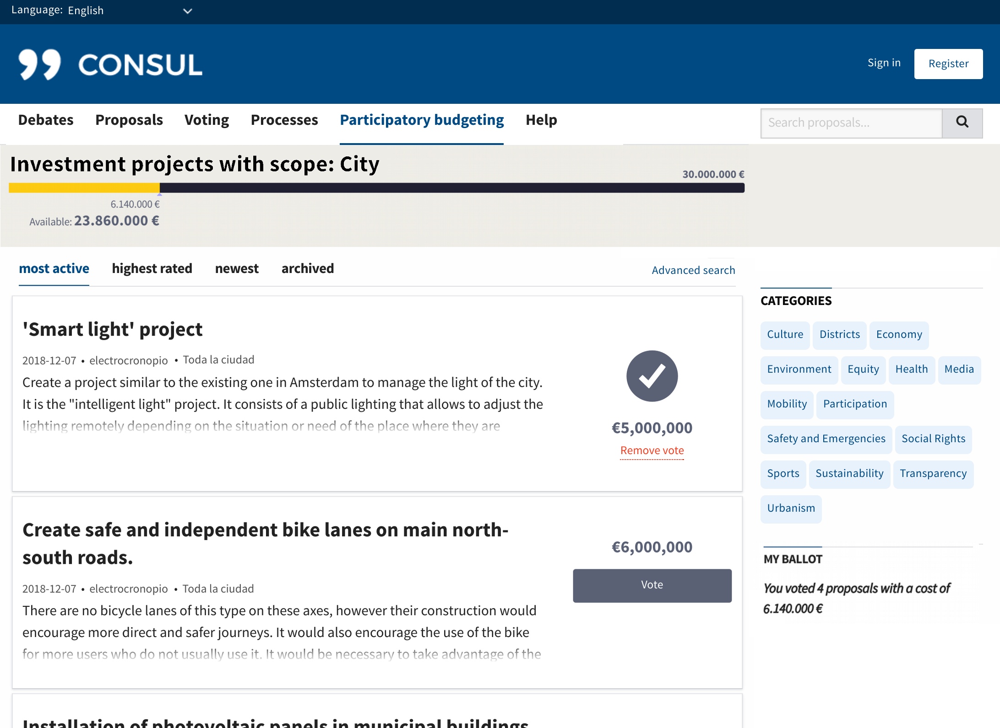 Language: English
CONSUL
Sign in
Register
Debates Proposals Voting Processes Participatory budgeting Help
Search proposals...
Investment projects with scope: City
30.000.000 €
6.140.000 €
Available: 23.860.000 €
most active highest rated newest archived
Advanced search
'Smart light' project
2018-12-07 • electrocronopio • Toda la ciudad
Create a project similar to the existing one in Amsterdam to manage the light of the city.
It is the "intelligent light" project. It consists of a public lighting that allows to adjust the
lighting remotely depending on the situation or need of the place where they are
€5,000,000
Remove vote
Create safe and independent bike lanes on main north-
south roads.
2018-12-07 • electrocronopio • Toda la ciudad
There are no bicycle lanes of this type on these axes, however their construction would
encourage more direct and safer journeys. It would also encourage the use of the bike
for more users who do not usually use it. It would be necessary to take advantage of the
€6,000,000
Vote
Installation of photovoltaic panels in municipal buildings
CATEGORIES
Culture Districts Economy
Environment Equity Health Media
Mobility Participation
Safety and Emergencies Social Rights
Sports Sustainability Transparency
Urbanism
MY BALLOT
You voted 4 proposals with a cost of
6.140.000 €